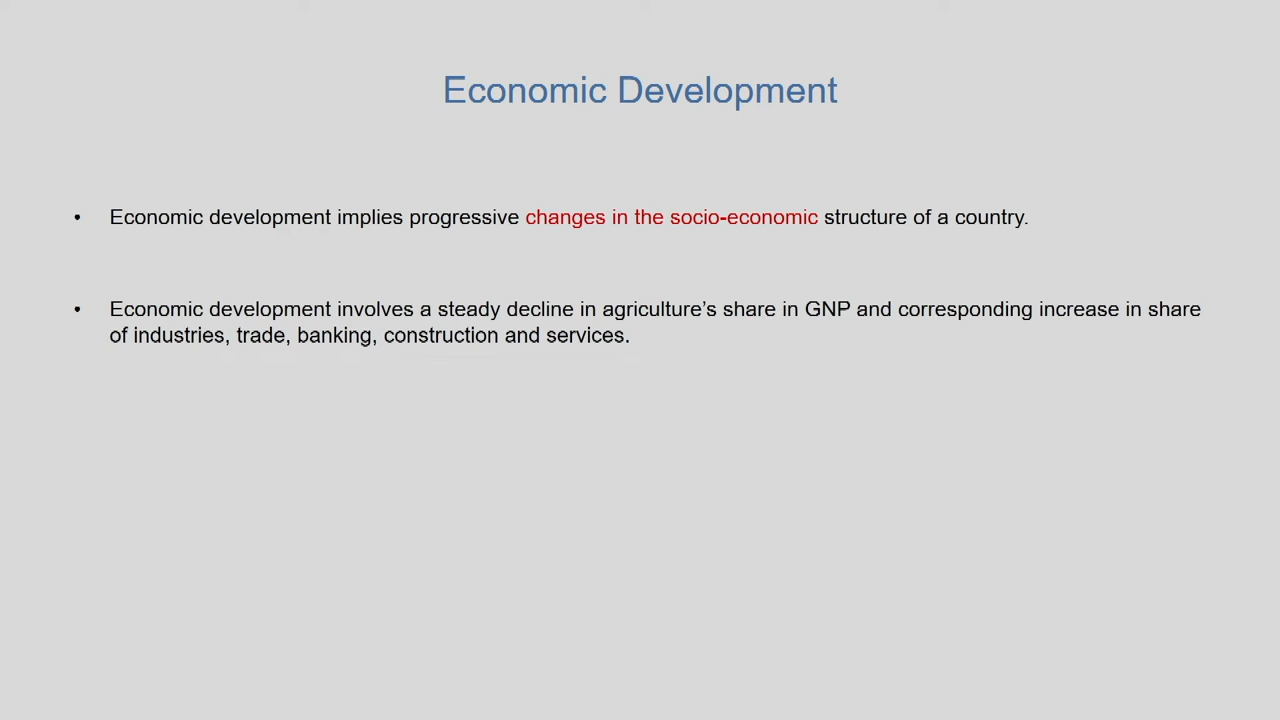 Economic Development
• Economic development implies progressive changes in the socio-economic structure of a country.
• Economic development involves a steady decline in agriculture’s share in GNP and corresponding increase in share
of industries, trade, banking, construction and services.